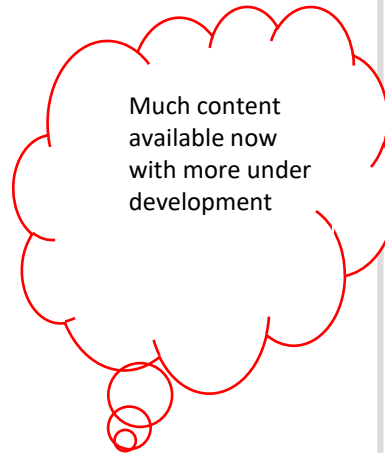 Much content
available now
with more under
development